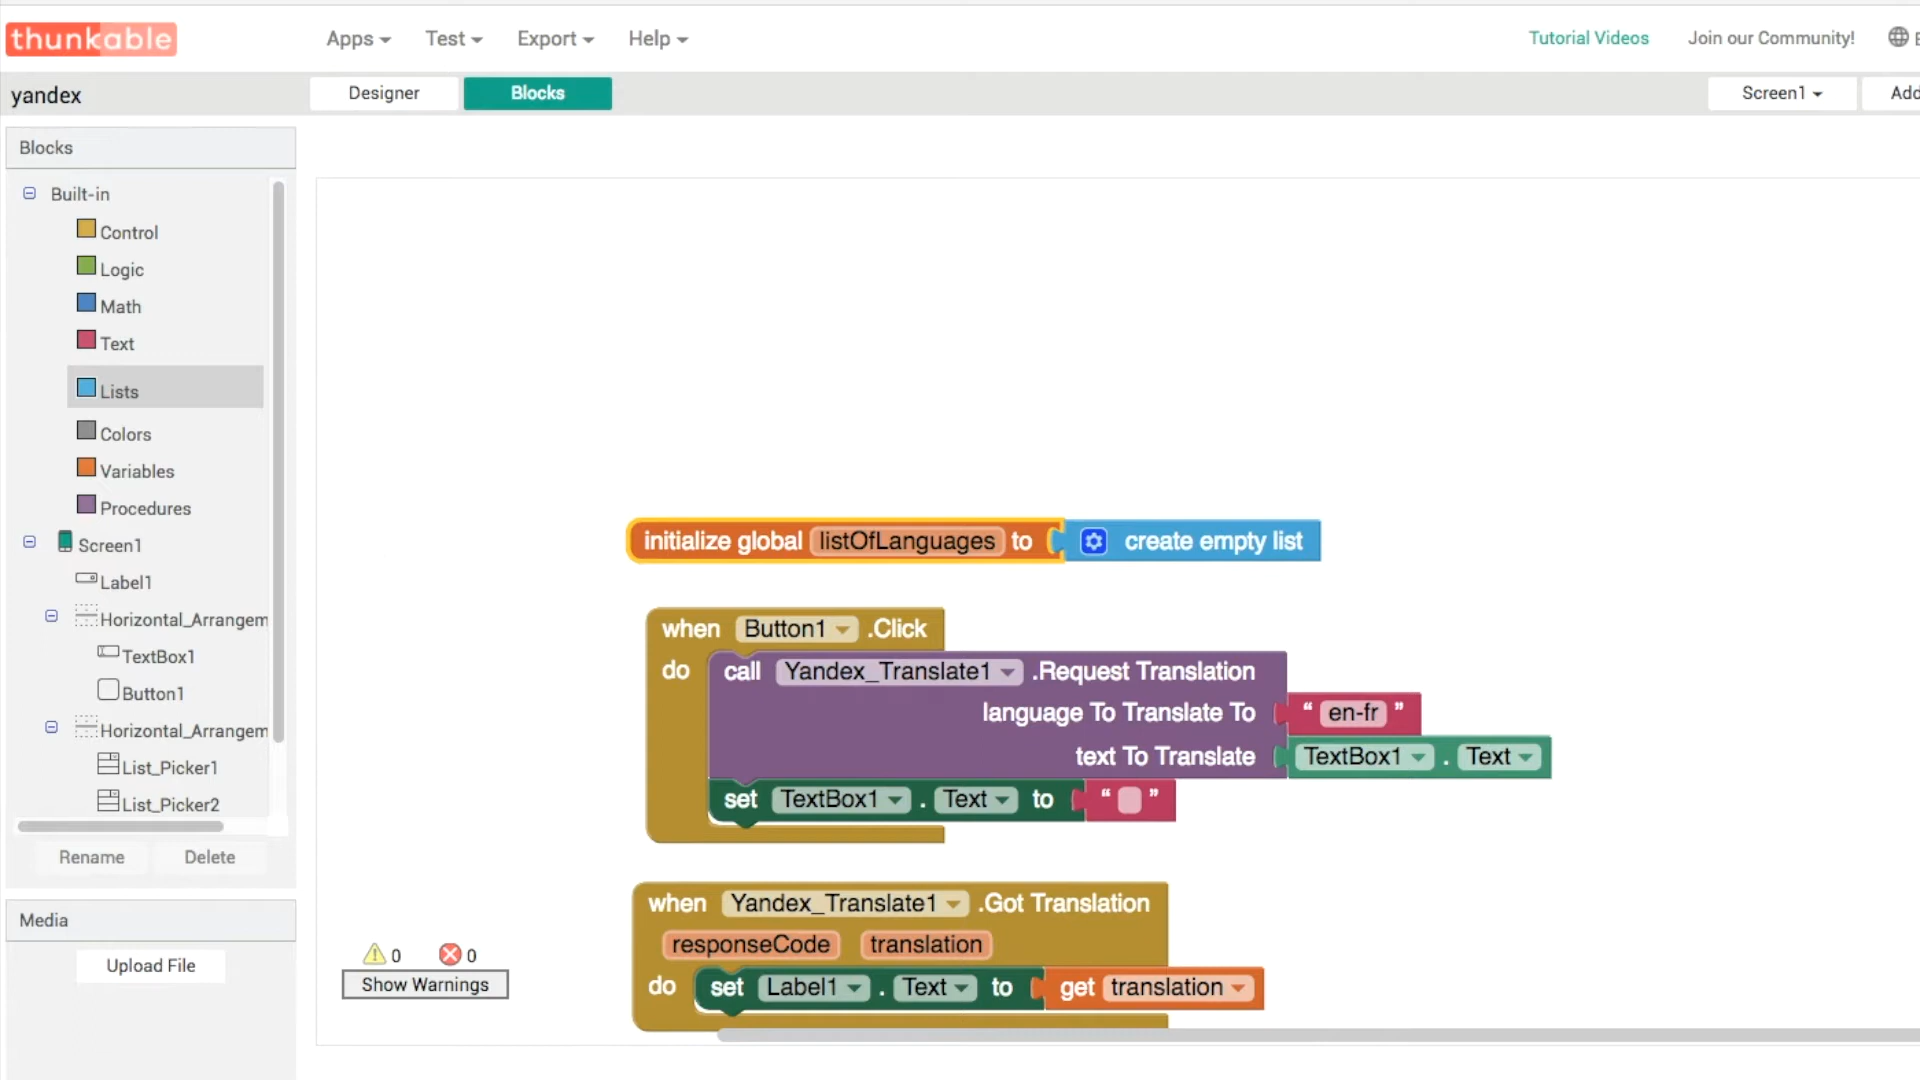 thunkable
Apps Test Export Help Tutorial Videos Join our Community!
yandex Designer Blocks Screen1 Add
Blocks
Built-in
Control
Logic
Math
Text
Lists
Colors
Variables
Procedures
Screen1
Label1
Horizontal_Arrangem
TextBox1
Button1
Horizontal_Arrangem
List_Picker1
List_Picker2
Rename Delete
Media
Upload File
initialize global listOfLanguages to create empty list
when Button1 .Click
do call Yandex_Translate1 .Request Translation
language To Translate To “ en-fr ”
text To Translate TextBox1 . Text
set TextBox1 . Text to “ ”
when Yandex_Translate1 .Got Translation
responseCode translation
do set Label1 . Text to get translation
0 0
Show Warnings